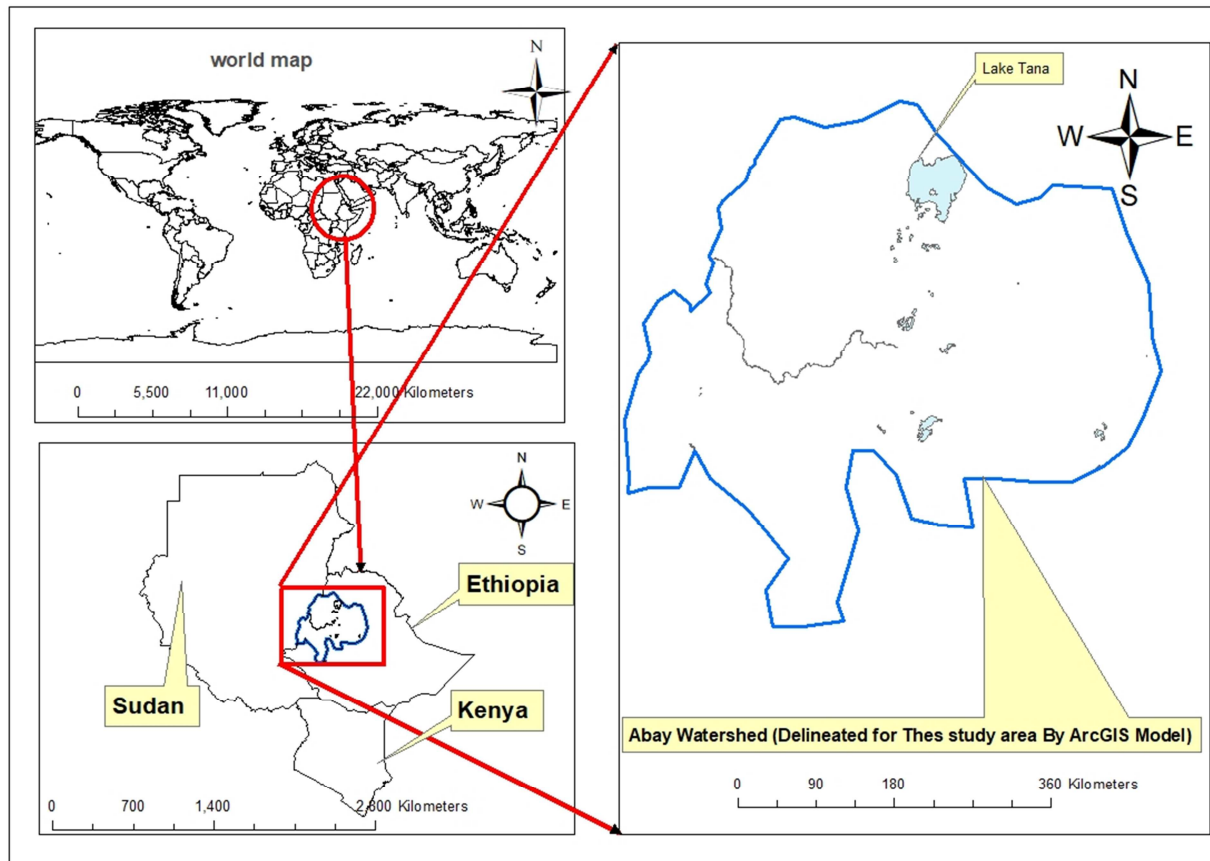 world map
N
0 5,500 11,000 22,000 Kilometers
N
W E
S
Ethiopia
Sudan
Kenya
0 700 1,400 2,800 Kilometers
Lake Tana
N
W E
S
Abay Watershed (Delineated for Thes study area By ArcGIS Model)
0 90 180 360 Kilometers